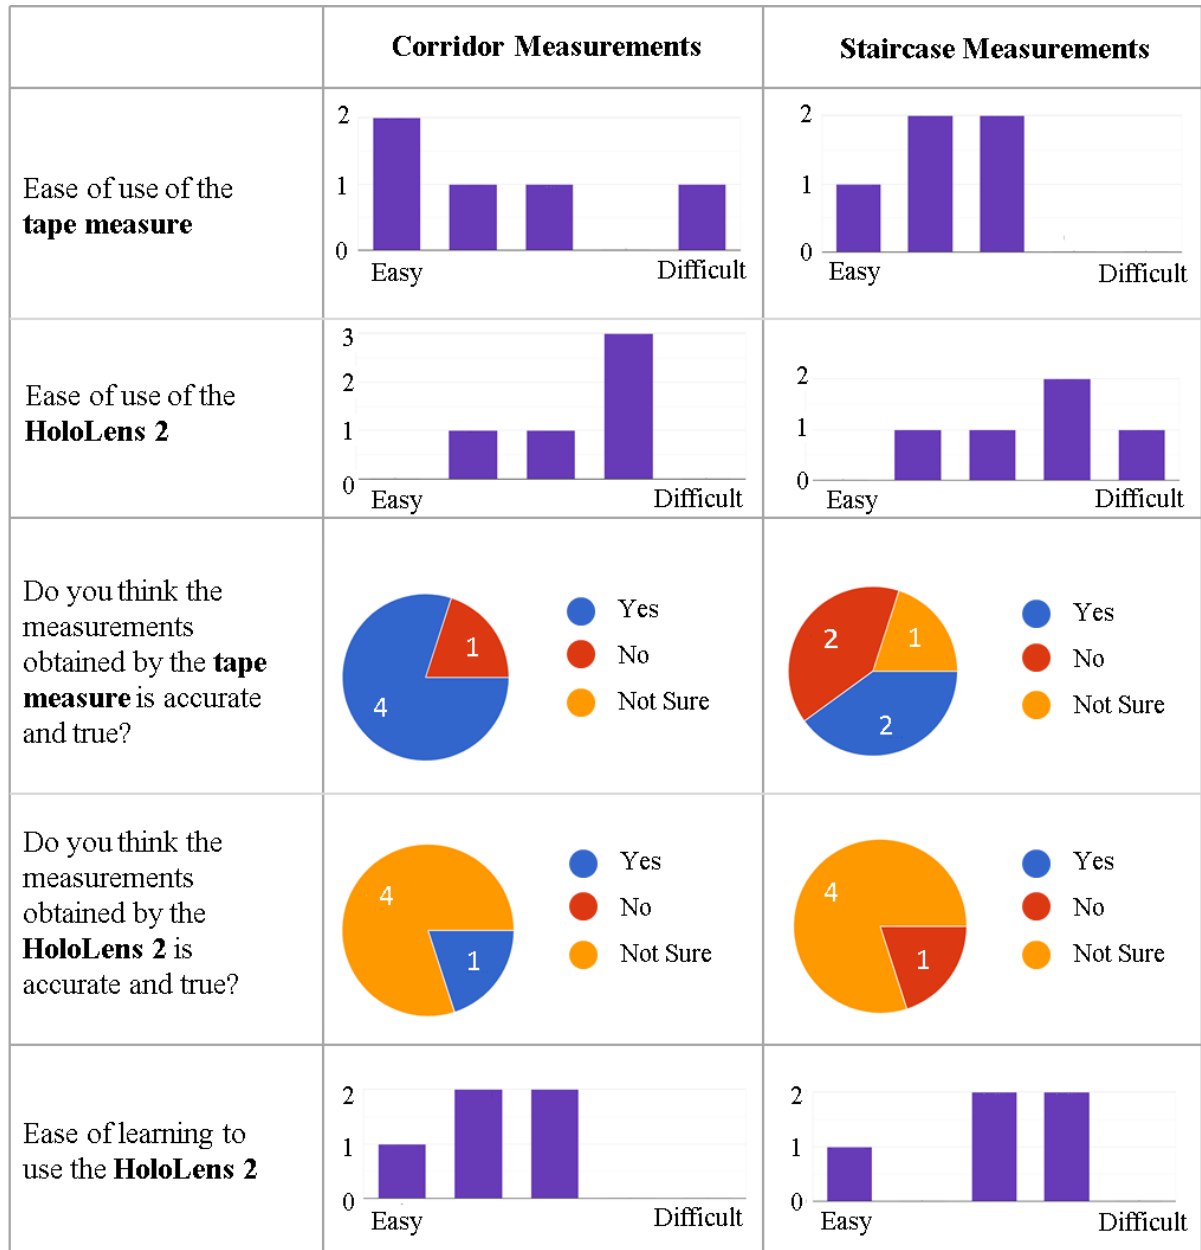 Corridor Measurements
Staircase Measurements
Ease of use of the
tape measure
2
1
0
Easy
Difficult
2
1
0
Easy
Difficult
Ease of use of the
HoloLens 2
3
2
1
0
Easy
Difficult
2
1
0
Easy
Difficult
Do you think the
measurements
obtained by the tape
measure is accurate
and true?
1
4
Yes
No
Not Sure
2
1
2
Yes
No
Not Sure
Do you think the
measurements
obtained by the
HoloLens 2 is
accurate and true?
4
1
Yes
No
Not Sure
4
1
Yes
No
Not Sure
Ease of learning to
use the HoloLens 2
2
1
0
Easy
Difficult
2
1
0
Easy
Difficult